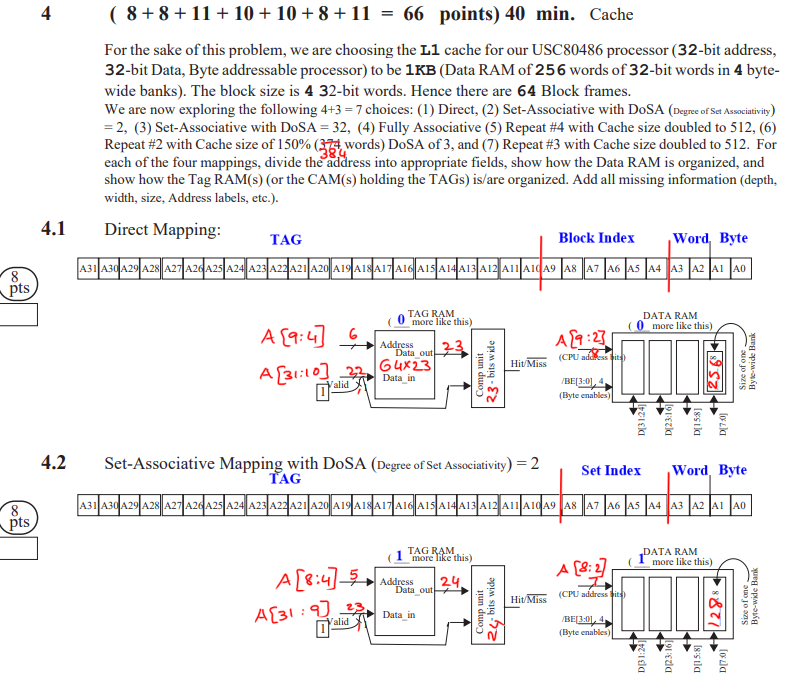 4 ( 8 + 8 + 11 + 10 + 10 + 8 + 11 = 66 points) 40 min. Cache
For the sake of this problem, we are choosing the L1 cache for our USC80486 processor (32-bit address,
32-bit Data, Byte addressable processor) to be 1KB (Data RAM of 256 words of 32-bit words in 4 byte-
wide banks). The block size is 4 32-bit words. Hence there are 64 Block frames.
We are now exploring the following 4+3 = 7 choices: (1) Direct, (2) Set-Associative with DoSA (Degree of Set Associativity)
= 2, (3) Set-Associative with DoSA = 32, (4) Fully Associative (5) Repeat #4 with Cache size doubled to 512, (6)
Repeat #2 with Cache size of 150% (374 words) DoSA of 3, and (7) Repeat #3 with Cache size doubled to 512. For
384
each of the four mappings, divide the address into appropriate fields, show how the Data RAM is organized, and
show how the Tag RAM(s) (or the CAM(s) holding the TAGs) is/are organized. Add all missing information (depth,
width, size, Address labels, etc.).
4.1 Direct Mapping:
TAG Block Index Word Byte
A31 A30 A29 A28 A27 A26 A25 A24 A23 A22 A21 A20 A19 A18 A17 A16 A15 A14 A13 A12 A11 A10 A9 A8 A7 A6 A5 A4 A3 A2 A1 A0
8
pts
TAG RAM
( 0 more like this)
DATA RAM
( 0 more like this)
A[9:4] 6
Address
Data_out 23
A[31:10] 22
64X23
Data_in
1 Valid 1
Comp unit
23 - bits wide
Hit/Miss
A[9:2]
8
(CPU address bits)
/BE[3:0] 4
(Byte enables)
256 8
Size of one
Byte-wide Bank
D[31:24]
D[23:16]
D[15:8]
D[7:0]
4.2 Set-Associative Mapping with DoSA (Degree of Set Associativity) = 2
TAG Set Index Word Byte
A31 A30 A29 A28 A27 A26 A25 A24 A23 A22 A21 A20 A19 A18 A17 A16 A15 A14 A13 A12 A11 A10 A9 A8 A7 A6 A5 A4 A3 A2 A1 A0
8
pts
TAG RAM
( 1 more like this)
DATA RAM
( 1 more like this)
A[8:4] 5
Address
Data_out 24
A[31:9] 23
Data_in
1 Valid 1
Comp unit
24 - bits wide
Hit/Miss
A[8:2]
7
(CPU address bits)
/BE[3:0] 4
(Byte enables)
128 8
Size of one
Byte-wide Bank
D[31:24]
D[23:16]
D[15:8]
D[7:0]